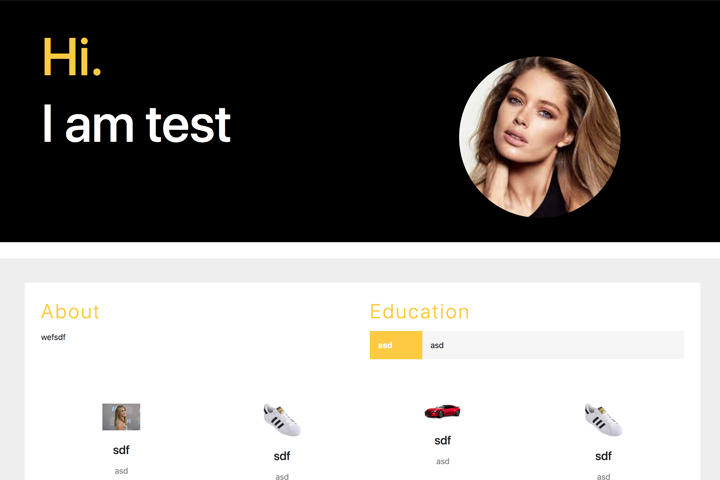 Hi.
I am test
About
wefsdf
Education
asd asd
sdf
asd
sdf
asd
sdf
asd
sdf
asd